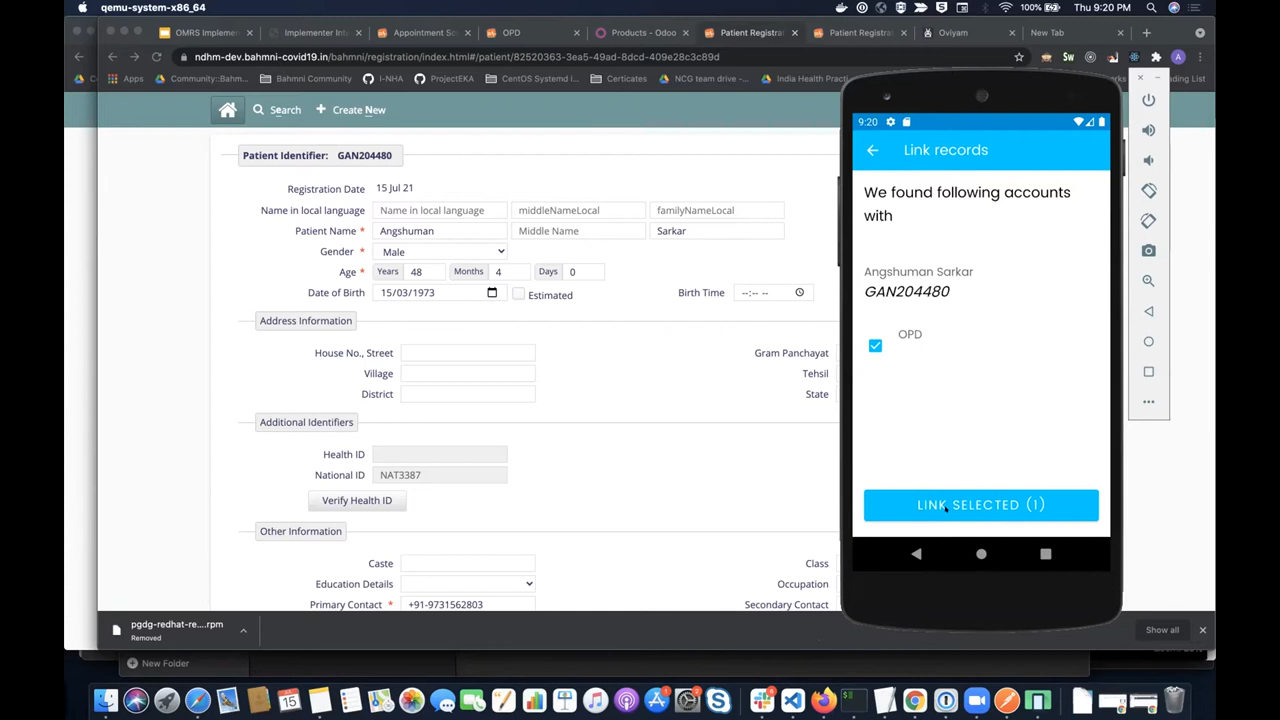 qemu-system-x86_64
100%
Thu 9:20 PM
OMRS Implemen
Implementer Int
Appointment Sc
OPD
Products - Odoo
Patient Registrat
Patient Registrat
Oviyam
New Tab
ndhm-dev.bahmni-covid19.in/bahmni/registration/index.html#/patient/82520363-3ea5-49ad-8dcd-409e28c3c89d
Apps
Community::Bahm...
Bahmni Community
i-NHA
ProjectEKA
CentOS Systemd i...
Certicates
NCG team drive -...
India Health Practi...
ding List
Search
Create New
Patient Identifier: GAN204480
Registration Date 15 Jul 21
Name in local language Name in local language middleNameLocal familyNameLocal
Patient Name * Angshuman Middle Name Sarkar
Gender * Male
Age * Years 48 Months 4 Days 0
Date of Birth 15/03/1973 Estimated Birth Time --:-- --
Address Information
House No., Street Gram Panchayat
Village Tehsil
District State
Additional Identifiers
Health ID
National ID NAT3387
Verify Health ID
Other Information
Caste Class
Education Details Occupation
Primary Contact * +91-9731562803 Secondary Contact
9:20
Link records
We found following accounts
with
Angshuman Sarkar
GAN204480
OPD
LINK SELECTED (1)
pgdg-redhat-re....rpm
Removed
Show all
New Folder
15